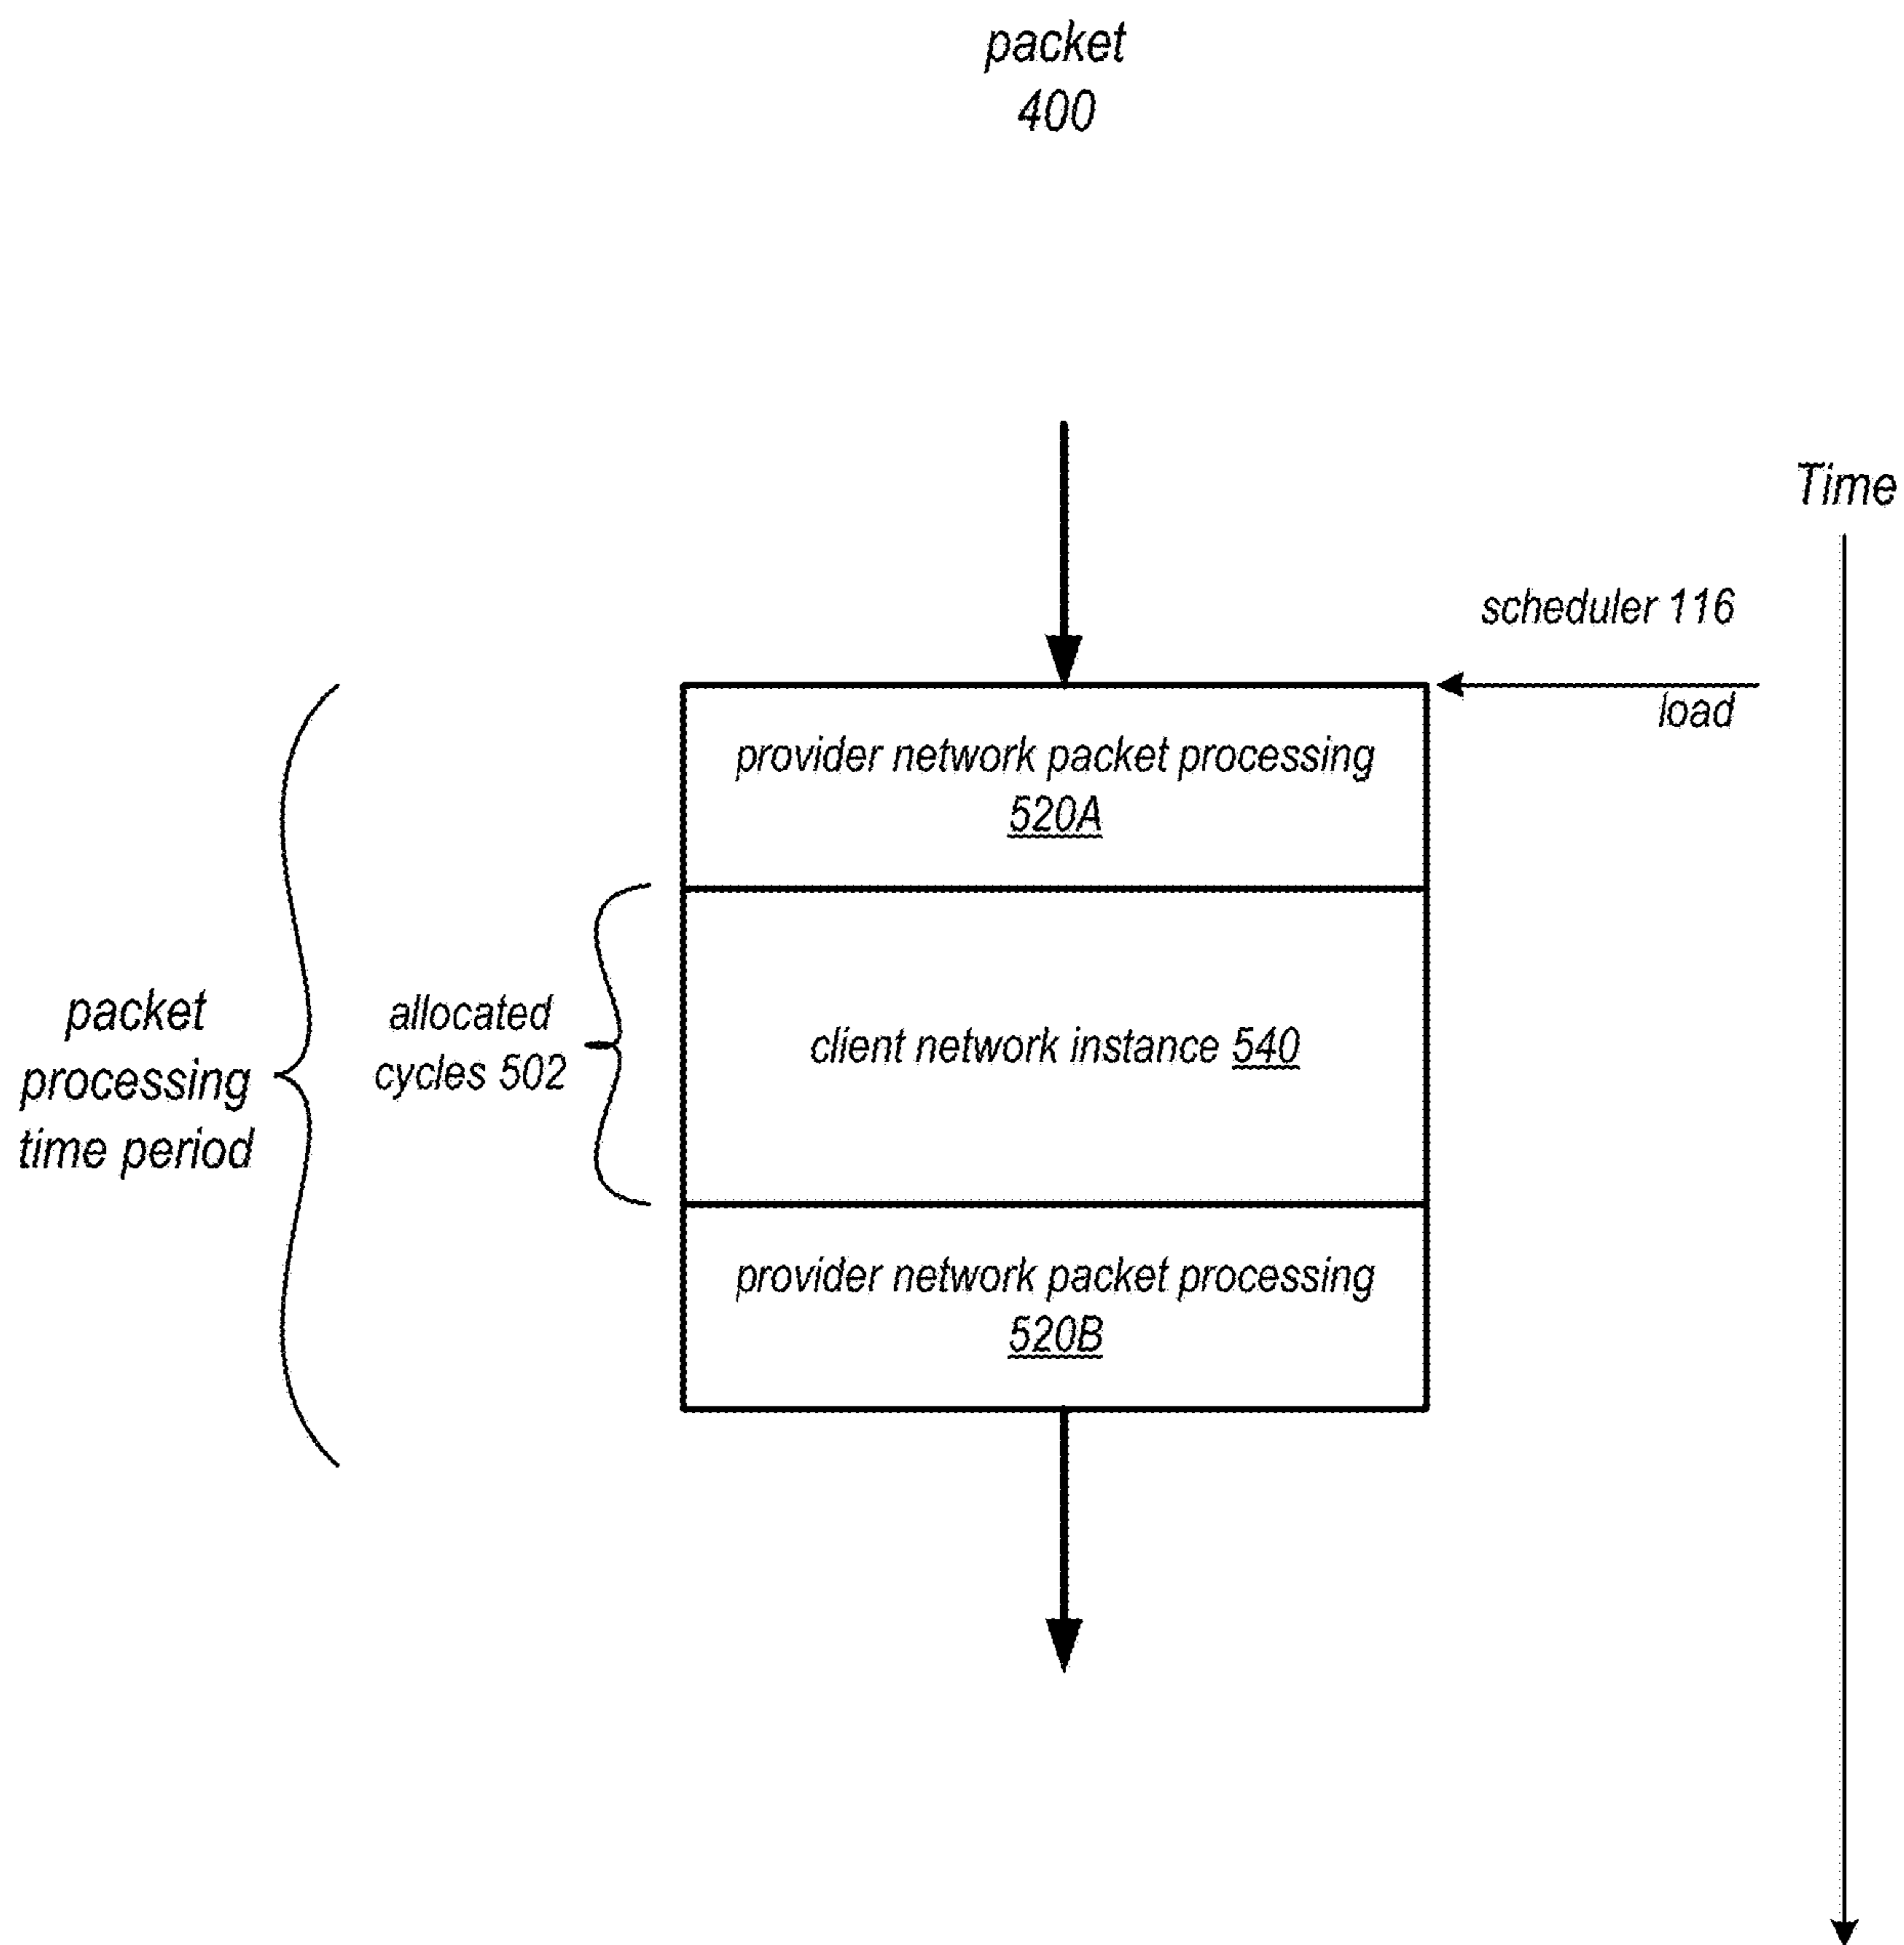 packet
400
Time
scheduler 116
load
provider network packet processing
520A
packet
processing
time period
allocated
cycles 502
client network instance 540
provider network packet processing
520B